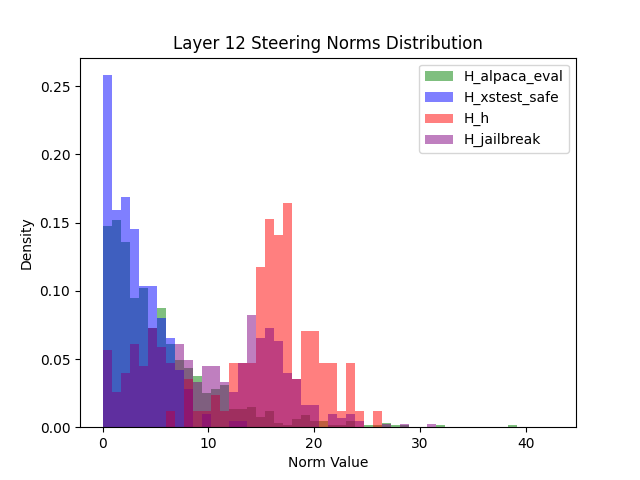 Layer 12 Steering Norms Distribution
H_alpaca_eval
H_xstest_safe
H_h
H_jailbreak
0.25
0.20
0.15
0.10
0.05
0.00
Density
0 10 20 30 40
Norm Value